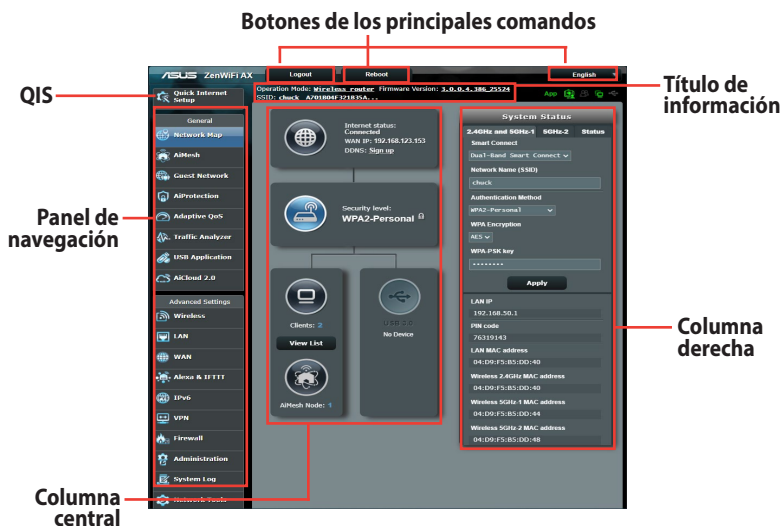 Botones de los principales comandos
ASUS ZenWiFi AX
Logout
Reboot
English
QIS
Quick Internet
Setup
Operation Mode: Wireless router Firmware Version: 3.0.0.4.386_25524
SSID: chuck A701B04F321835A...
App
Título de
información
General
Network Map
AiMesh
Guest Network
AiProtection
Adaptive QoS
Traffic Analyzer
USB Application
AiCloud 2.0
Panel de
navegación
Advanced Settings
Wireless
LAN
WAN
Alexa & IFTTT
IPv6
VPN
Firewall
Administration
System Log
Network Tools
Internet status:
Connected
WAN IP: 192.168.123.153
DDNS: Sign up
Security level:
WPA2-Personal
Clients: 2
View List
AiMesh Node: 1
USB 3.0
No Device
System Status
2.4GHz and 5GHz-1
5GHz-2
Status
Smart Connect
Dual-Band Smart Connect
Network Name (SSID)
chuck
Authentication Method
WPA2-Personal
WPA Encryption
AES
WPA-PSK key
••••••••
Apply
LAN IP
192.168.50.1
PIN code
76319143
LAN MAC address
04:D9:F5:B5:DD:40
Wireless 2.4GHz MAC address
04:D9:F5:B5:DD:40
Wireless 5GHz-1 MAC address
04:D9:F5:B5:DD:44
Wireless 5GHz-2 MAC address
04:D9:F5:B5:DD:48
Columna
derecha
Columna
central